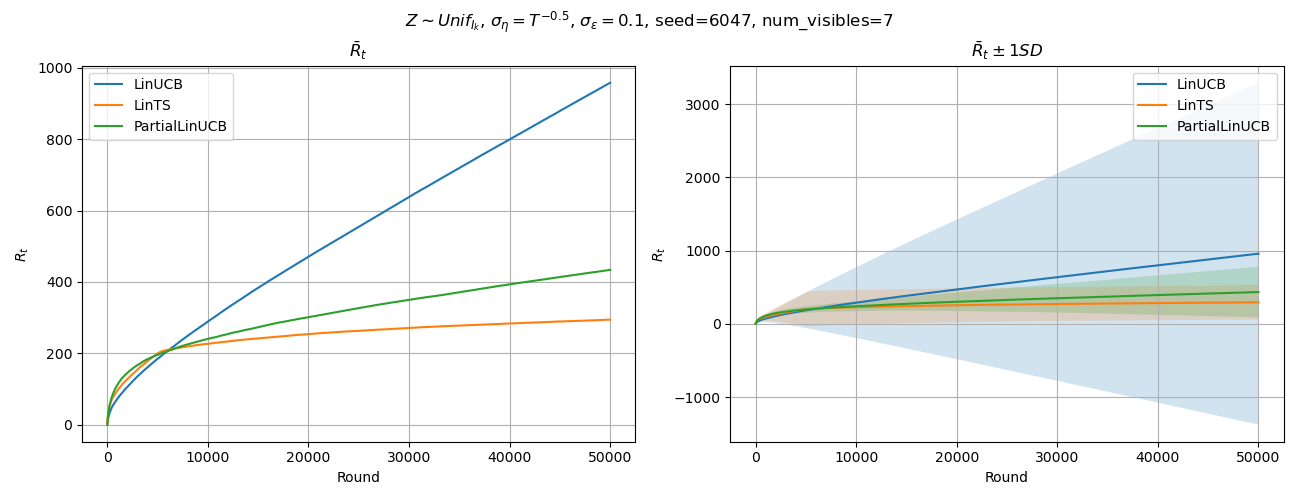 Z ∼ Unif_{I_k}, σ_η = T^{−0.5}, σ_ε = 0.1, seed=6047, num_visibles=7
R̄_t
1000
800
600
400
200
0
R_t
LinUCB
LinTS
PartialLinUCB
0 10000 20000 30000 40000 50000
Round
R̄_t ± 1SD
3000
2000
1000
0
−1000
R_t
LinUCB
LinTS
PartialLinUCB
0 10000 20000 30000 40000 50000
Round